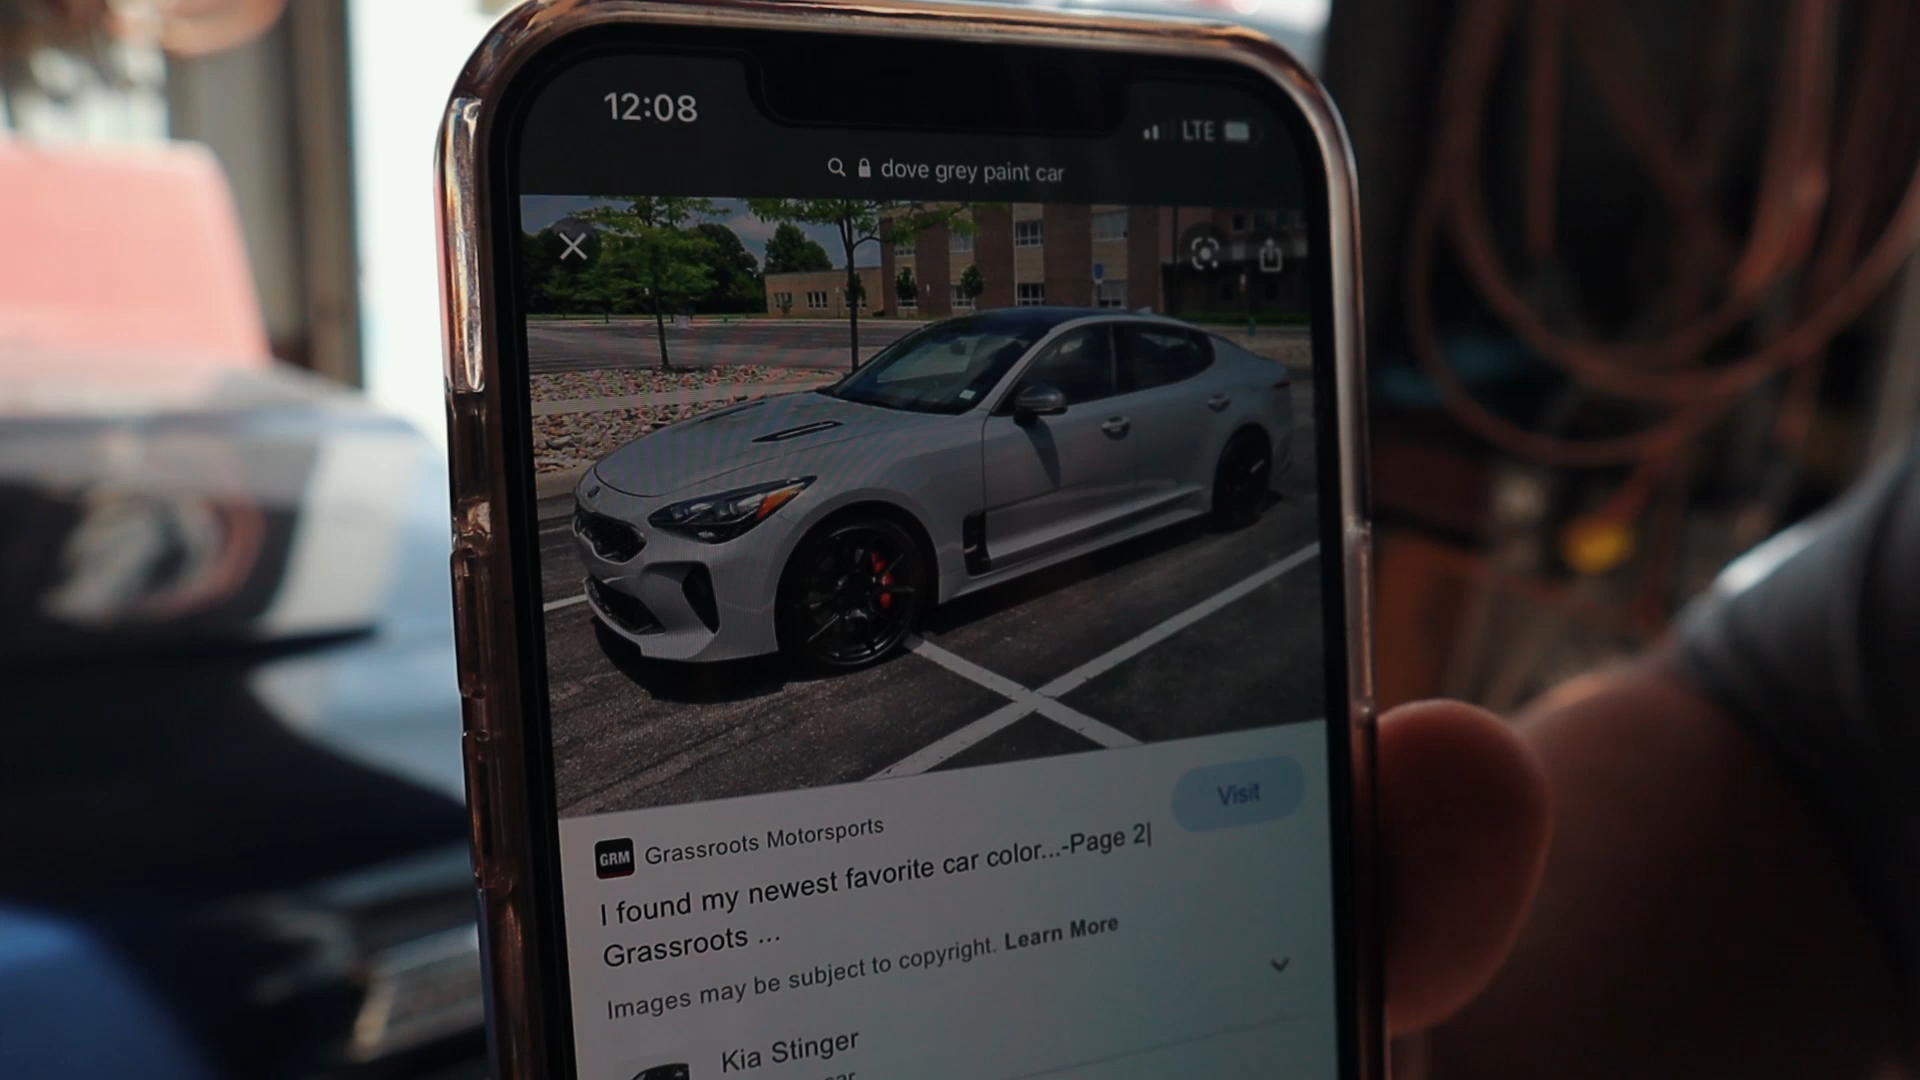 12:08
LTE
dove grey paint car
Visit
GRM Grassroots Motorsports
I found my newest favorite car color...-Page 2|
Grassroots ...
Images may be subject to copyright. Learn More
Kia Stinger